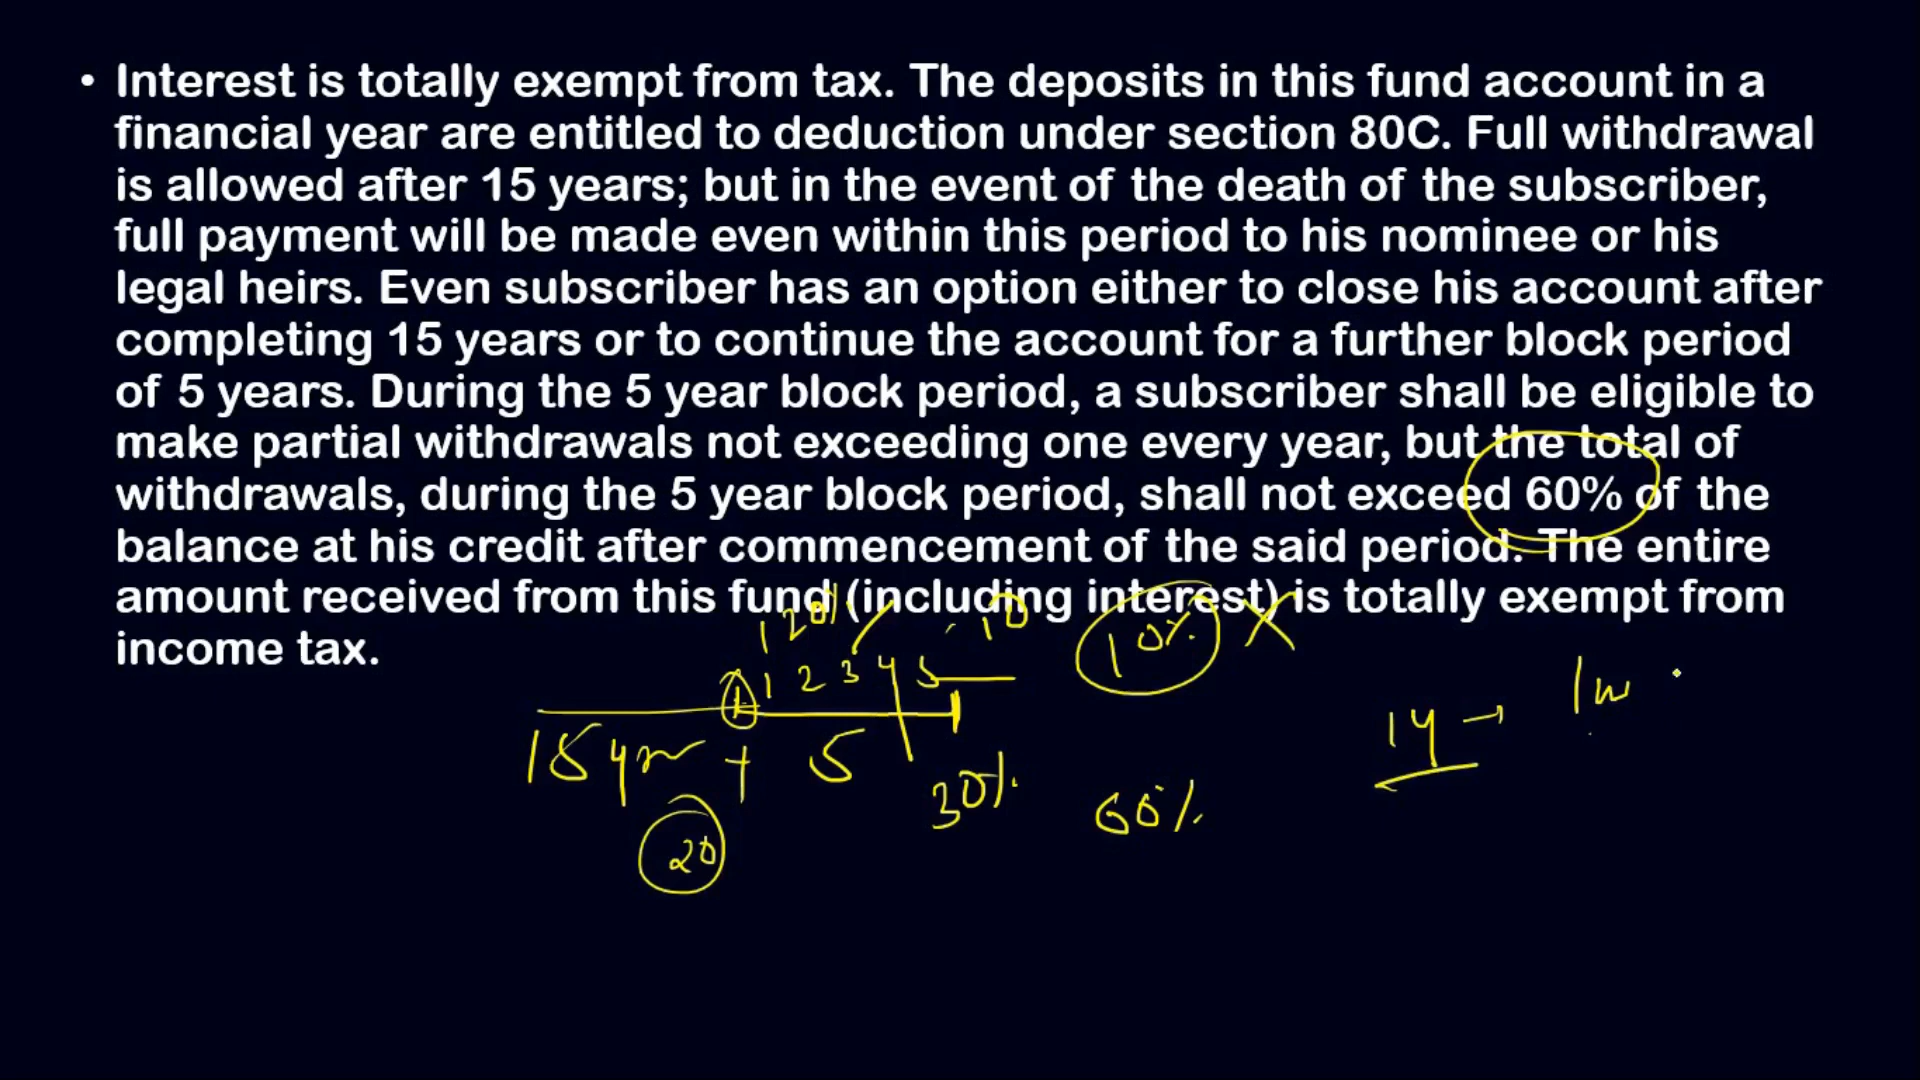 • Interest is totally exempt from tax. The deposits in this fund account in a
financial year are entitled to deduction under section 80C. Full withdrawal
is allowed after 15 years; but in the event of the death of the subscriber,
full payment will be made even within this period to his nominee or his
legal heirs. Even subscriber has an option either to close his account after
completing 15 years or to continue the account for a further block period
of 5 years. During the 5 year block period, a subscriber shall be eligible to
make partial withdrawals not exceeding one every year, but the total of
withdrawals, during the 5 year block period, shall not exceed 60% of the
balance at his credit after commencement of the said period. The entire
amount received from this fund (including interest) is totally exempt from
income tax.
20% 10 10%
1 2 3 4 5
1y → 1w
15 yr + 5
30% 60%
20